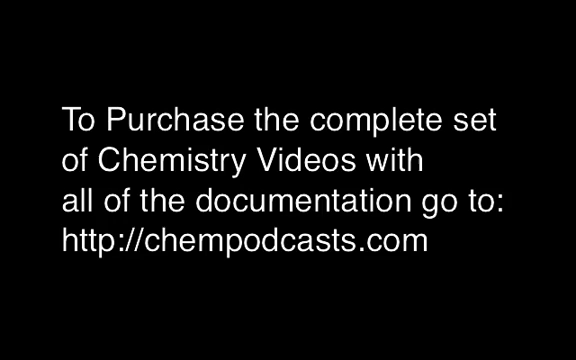 To Purchase the complete set
of Chemistry Videos with
all of the documentation go to:
http://chempodcasts.com